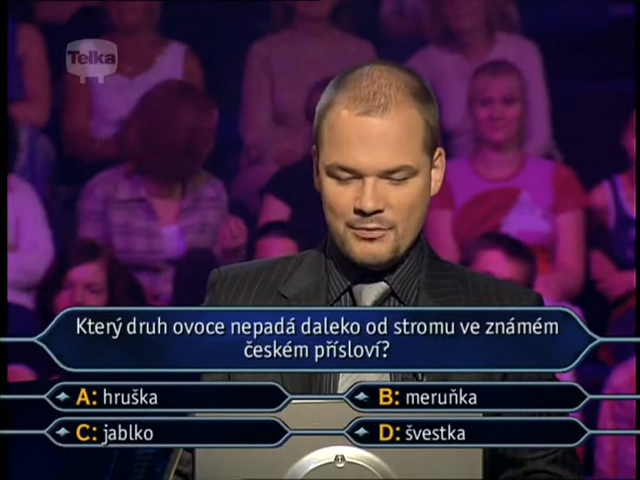 Telka
Který druh ovoce nepadá daleko od stromu ve známém
českém přísloví?
A: hruška
B: meruňka
C: jablko
D: švestka